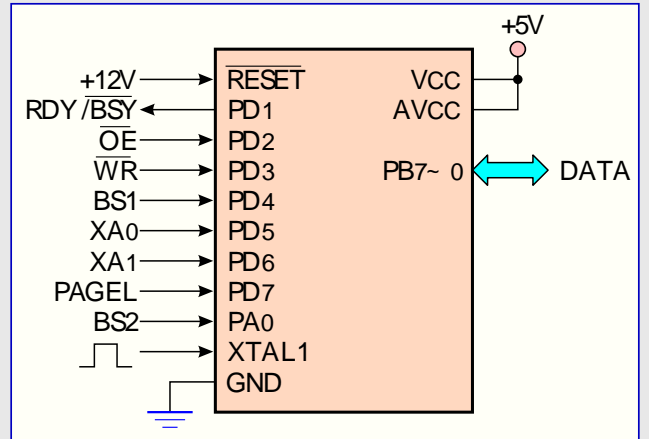 +5V
+12V RESET VCC
RDY/BSY PD1 AVCC
OE PD2
WR PD3 PB7~ 0 DATA
BS1 PD4
XA0 PD5
XA1 PD6
PAGEL PD7
BS2 PA0
XTAL1
GND